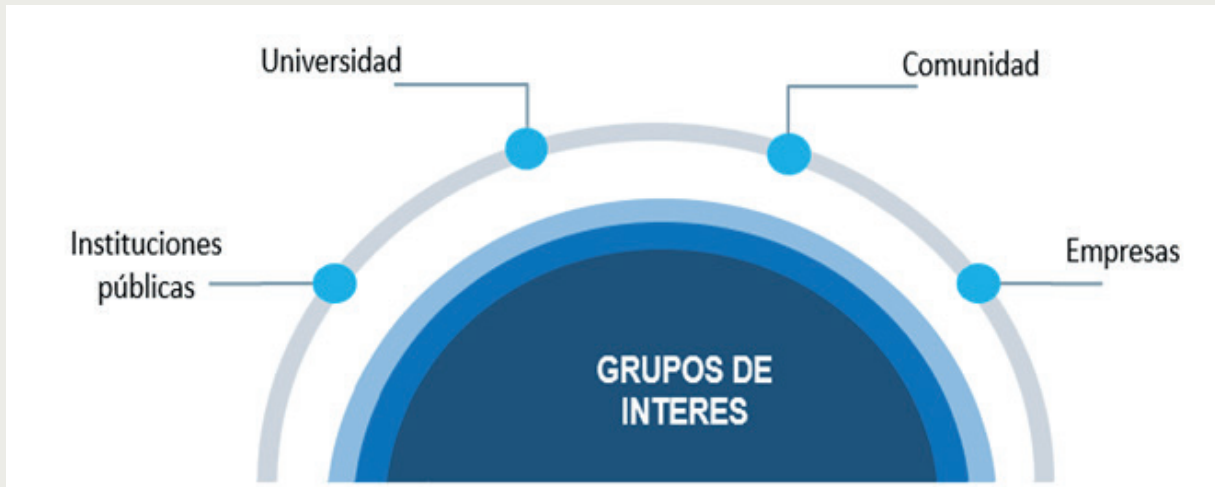 Universidad
Comunidad
Instituciones
públicas
Empresas
GRUPOS DE
INTERES